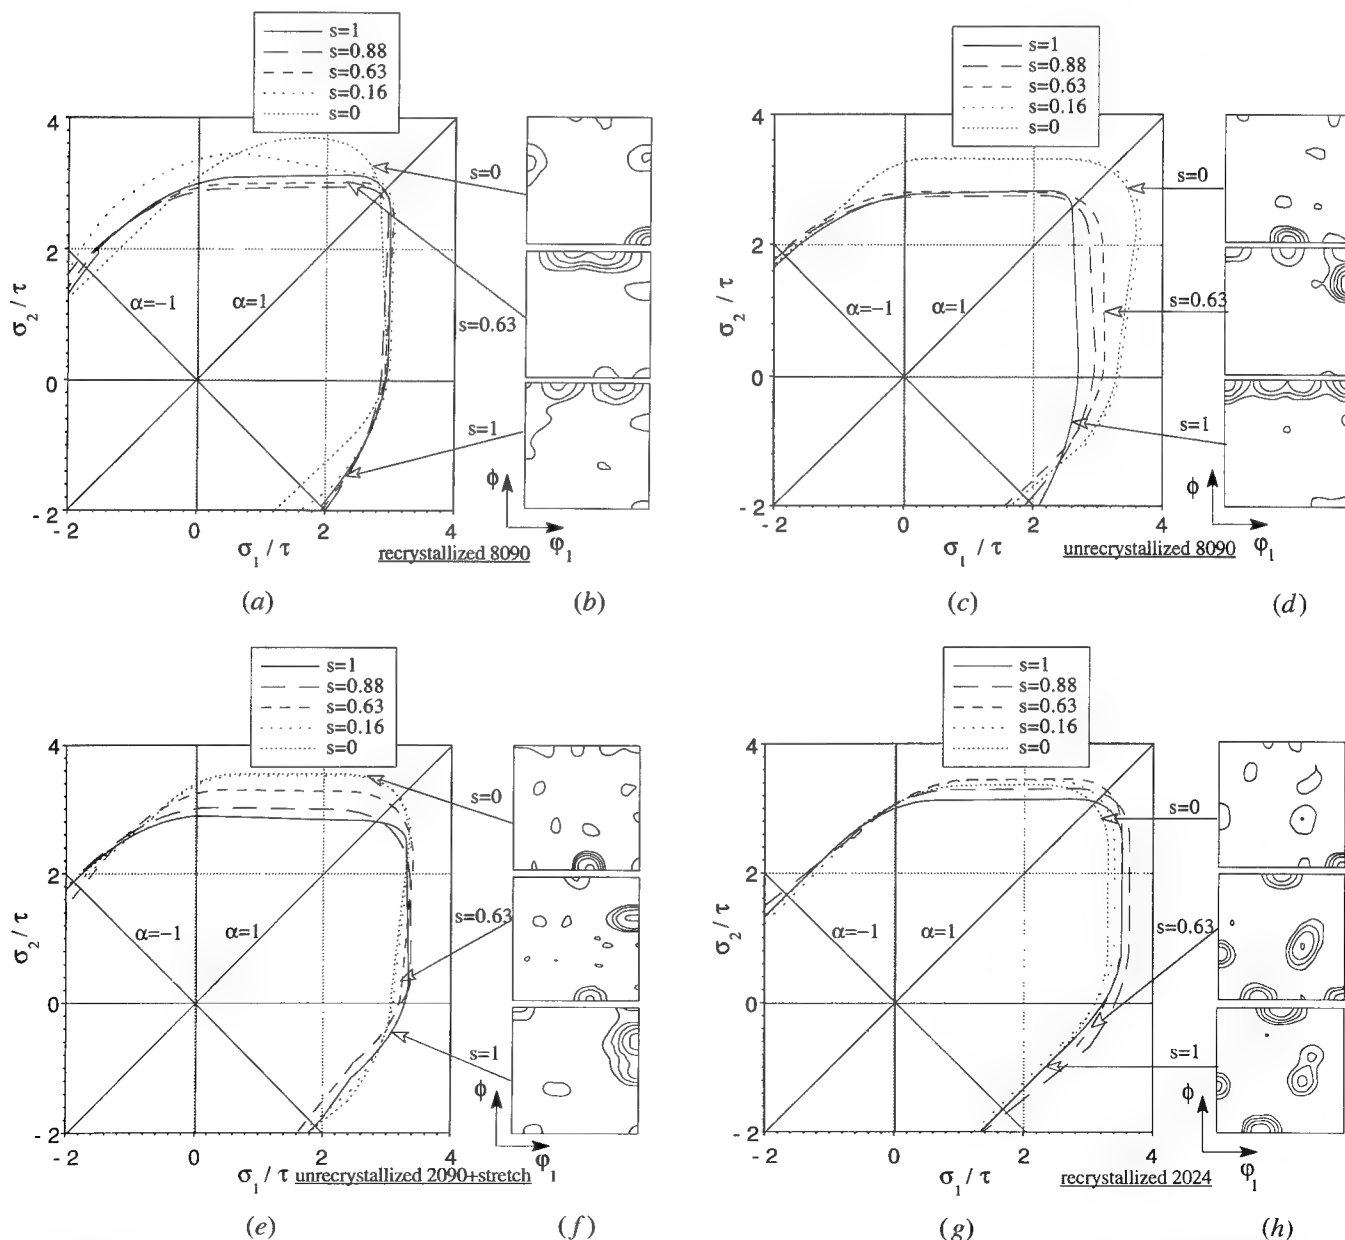 s=1
s=0.88
s=0.63
s=0.16
s=0
4
2
0
-2
σ2 / τ
α=-1
α=1
-2
0
2
4
σ1 / τ
recrystallized 8090
s=0
s=0.63
s=1
ϕ
φ1
(a)
(b)
s=1
s=0.88
s=0.63
s=0.16
s=0
4
2
0
-2
σ2 / τ
α=-1
α=1
-2
0
2
4
σ1 / τ
unrecrystallized 8090
s=0
s=0.63
s=1
ϕ
φ1
(c)
(d)
s=1
s=0.88
s=0.63
s=0.16
s=0
4
2
0
-2
σ2 / τ
α=-1
α=1
-2
0
2
4
σ1 / τ
unrecrystallized 2090+stretch
s=0
s=0.63
s=1
ϕ
φ1
(e)
(f)
s=1
s=0.88
s=0.63
s=0.16
s=0
4
2
0
-2
σ2 / τ
α=-1
α=1
-2
0
2
4
σ1 / τ
recrystallized 2024
s=0
s=0.63
s=1
ϕ
φ1
(g)
(h)